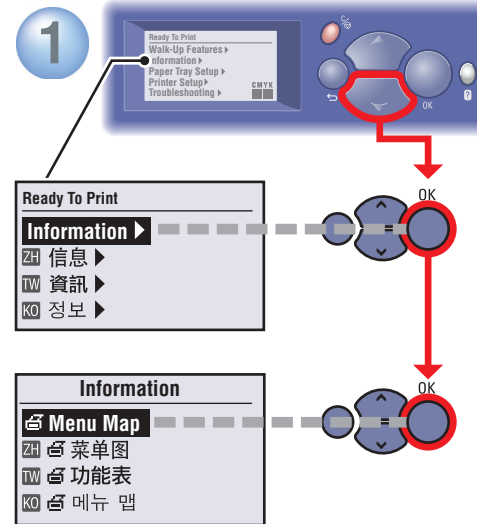 1
Ready To Print
Walk-Up Features
nformation
Paper Tray Setup
Printer Setup
Troubleshooting
CMYK
OK
?
Ready To Print
Information
ZH 信息
TW 資訊
KO 정보
OK
Information
Menu Map
ZH 菜单图
TW 功能表
KO 메뉴 맵
OK